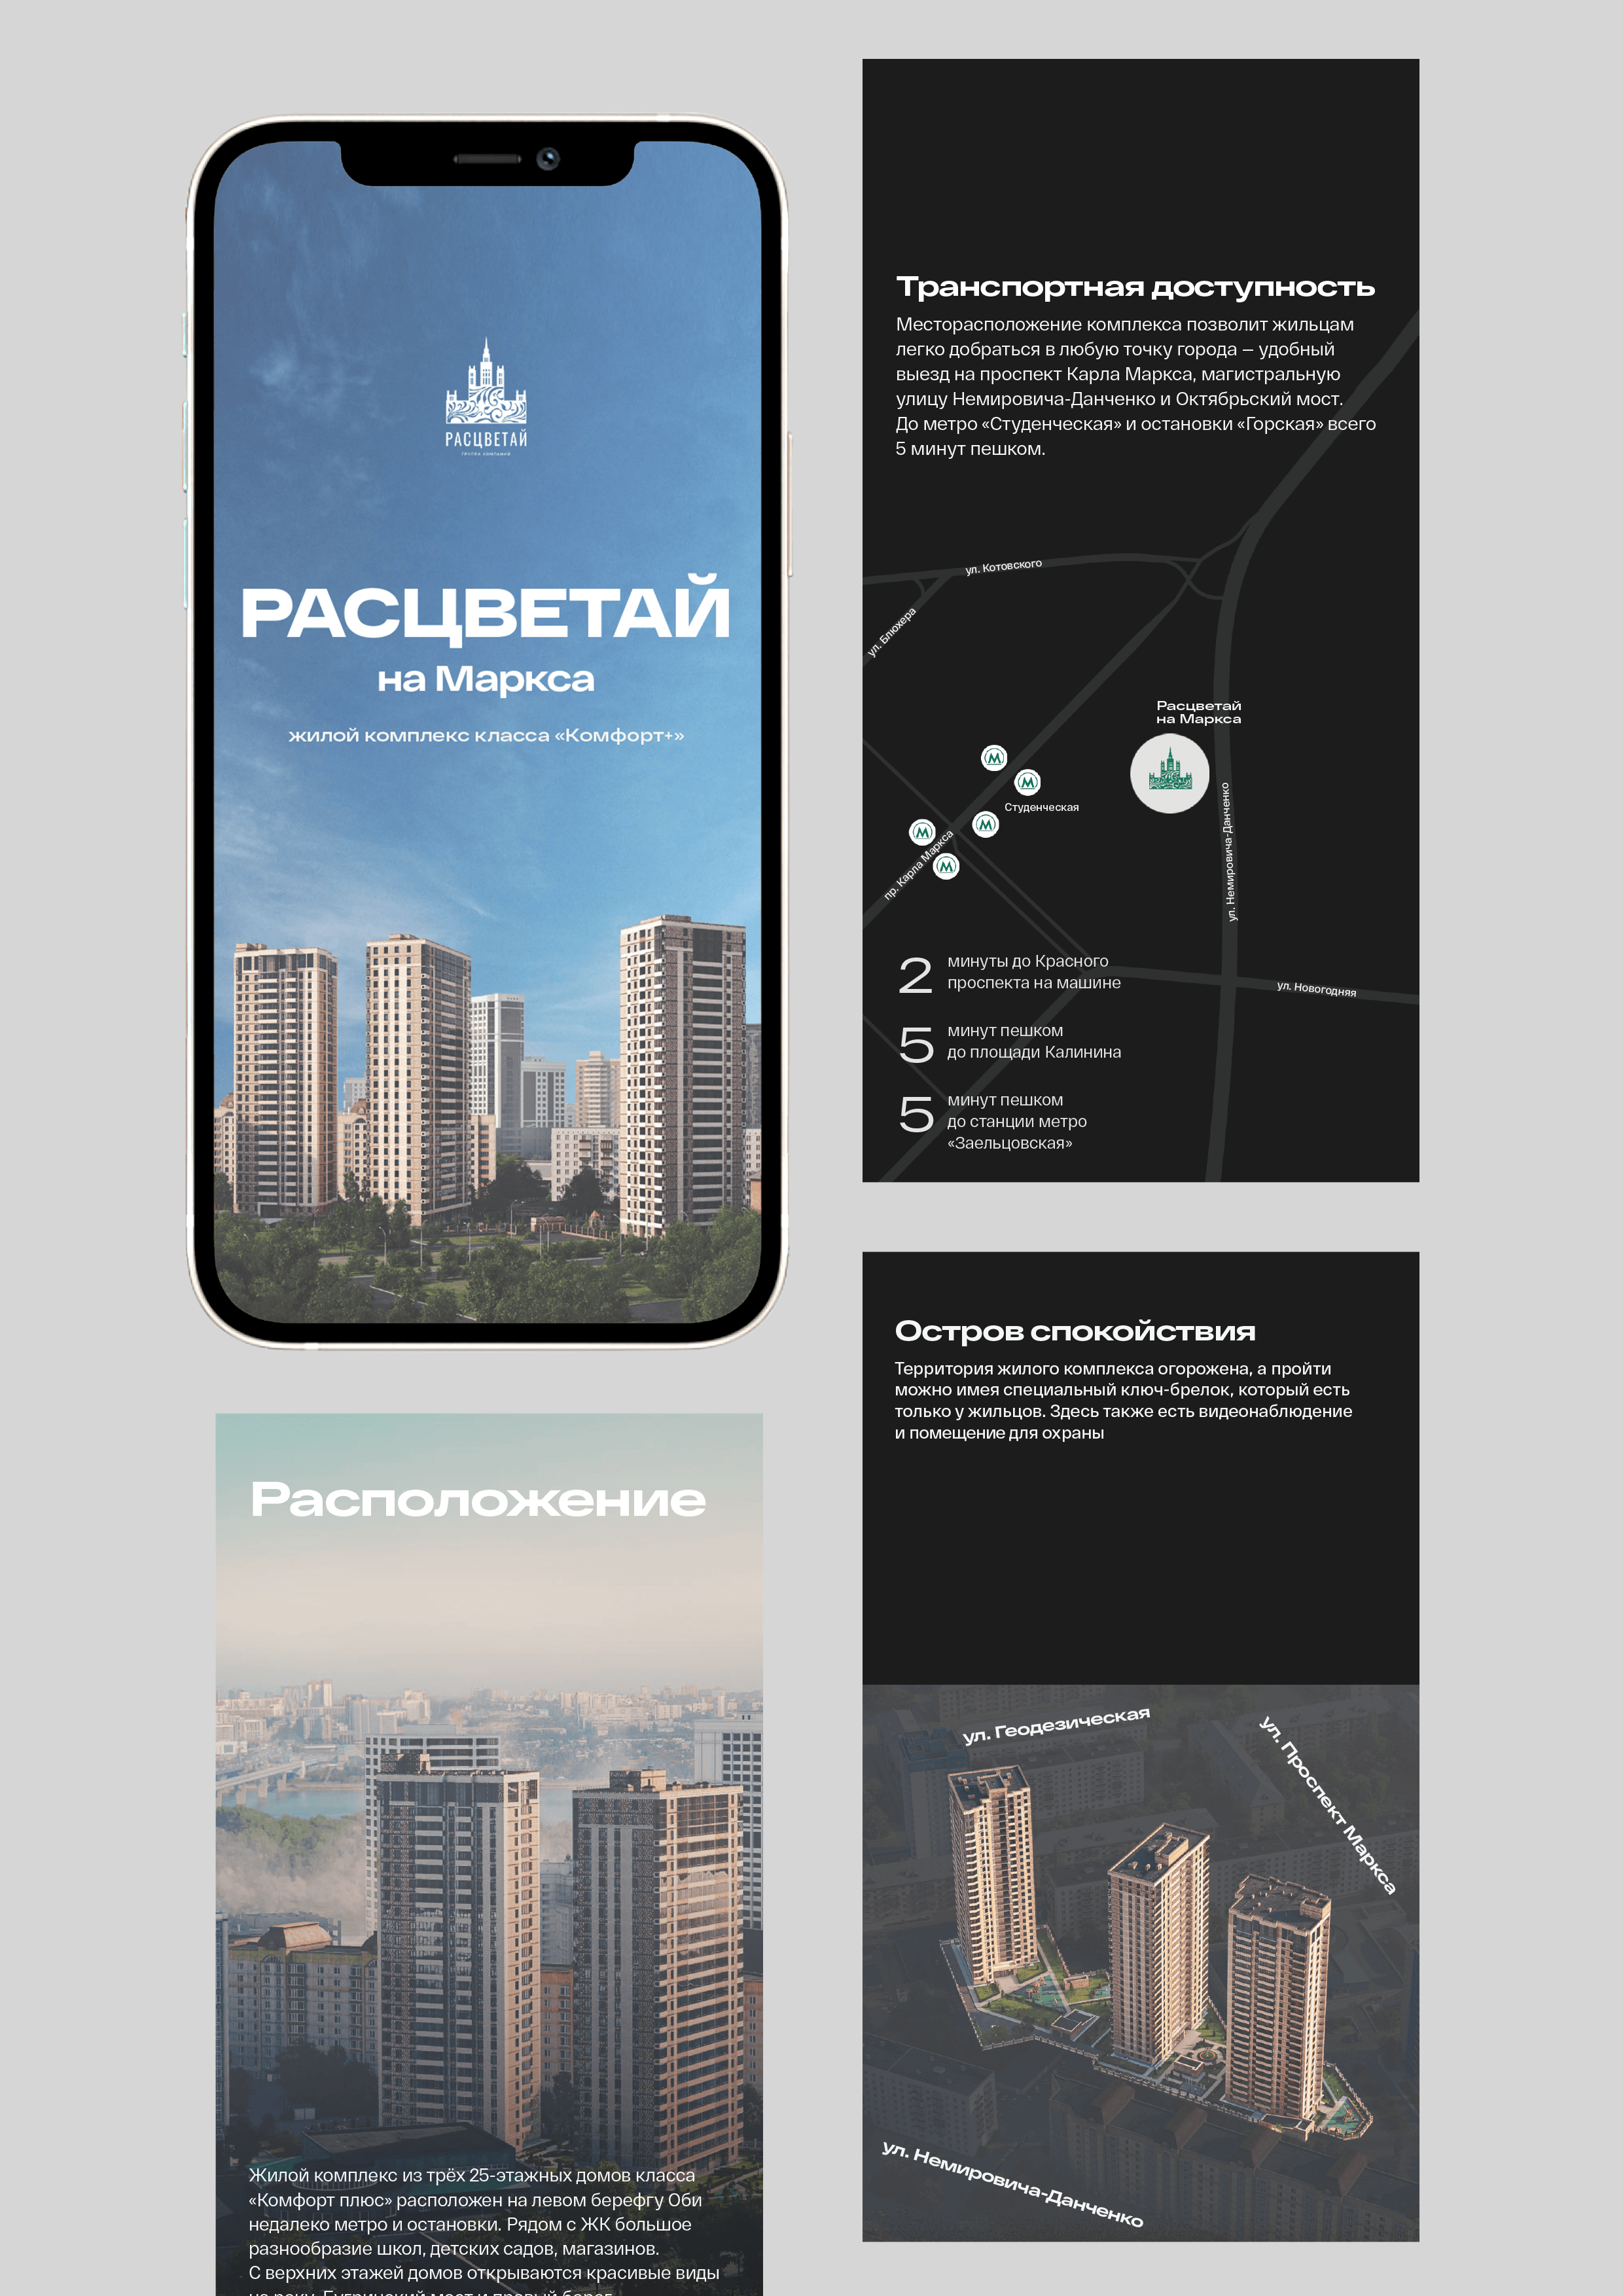 РАСЦВЕТАЙ
ГРУППА КОМПАНИЙ
РАСЦВЕТАЙ
на Маркса
жилой комплекс класса «Комфорт+»
Транспортная доступность
Месторасположение комплекса позволит жильцам
легко добраться в любую точку города – удобный
выезд на проспект Карла Маркса, магистральную
улицу Немировича-Данченко и Октябрьский мост.
До метро «Студенческая» и остановки «Горская» всего
5 минут пешком.
ул. Котовского
ул. Блюхера
Расцветай
на Маркса
М
М
Студенческая
М
М
М
пр. Карла Маркса
ул. Немировича-Данченко
2 минуты до Красного
проспекта на машине
ул. Новогодняя
5 минут пешком
до площади Калинина
5 минут пешком
до станции метро
«Заельцовская»
Остров спокойствия
Территория жилого комплекса огорожена, а пройти
можно имея специальный ключ-брелок, который есть
только у жильцов. Здесь также есть видеонаблюдение
и помещение для охраны
ул. Геодезическая
ул. Проспект Маркса
ул. Немировича-Данченко
Расположение
Жилой комплекс из трёх 25-этажных домов класса
«Комфорт плюс» расположен на левом берефгу Оби
недалеко метро и остановки. Рядом с ЖК большое
разнообразие школ, детских садов, магазинов.
С верхних этажей домов открываются красивые виды
на реку, Бугринский мост и правый берег